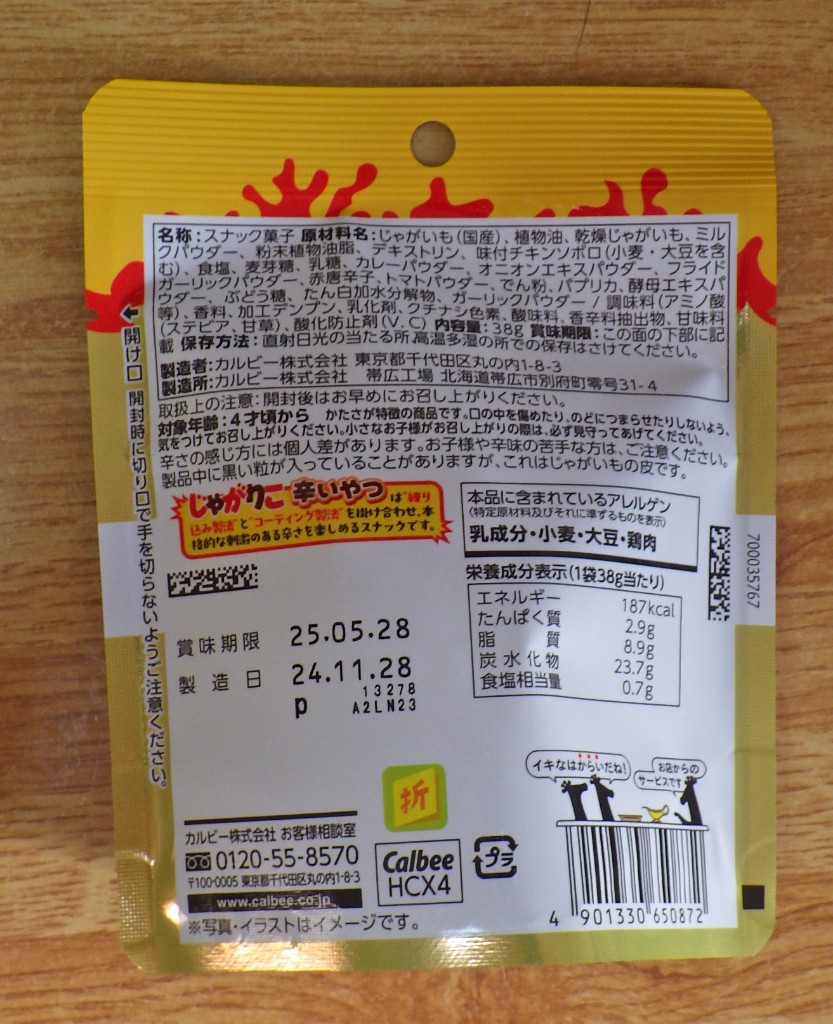 名称:スナック菓子 原材料名:じゃがいも(国産)、植物油、乾燥じゃがいも、ミル
クパウダー、粉末植物油脂、デキストリン、味付チキンソボロ(小麦・大豆を含
む)、食塩、麦芽糖、乳糖、カレーパウダー、オニオンエキスパウダー、フライド
ガーリックパウダー、赤唐辛子、トマトパウダー、でん粉、パプリカ、酵母エキスパ
ウダー、ぶどう糖、たん白加水分解物、ガーリックパウダー / 調味料(アミノ酸
等)、香料、加工デンプン、乳化剤、クチナシ色素、酸味料、香辛料抽出物、甘味料
(ステビア、甘草)、酸化防止剤(V.C) 内容量:38g 賞味期限:この面の下部に記
載 保存方法:直射日光の当たる所、高温多湿の所での保存はさけてください。
製造者:カルビー株式会社 東京都千代田区丸の内1-8-3
製造所:カルビー株式会社 帯広工場 北海道帯広市別府町零号31-4
取扱上の注意:開封後はお早めにお召し上がりください。
対象年齢:4才頃から かたさが特徴の商品です。口の中を傷めたり、のどにつまらせたりしないよう、
気をつけてお召し上がりください。小さなお子様がお召し上がりの際は、必ず見守ってあげてください。
辛さの感じ方には個人差があります。お子様や辛味の苦手な方は、ご注意ください。
製品中に黒い粒が入っていることがありますが、これはじゃがいもの皮です。
←開け口 開封時に切り口で手を切らないようご注意ください。
じゃがりこ 辛いやつ は"練り
込み製法"と"コーティング製法"を掛け合わせ、本
格的な刺激のある辛さを楽しめるスナックです。
本品に含まれているアレルゲン
(特定原材料及びそれに準ずるものを表示)
乳成分・小麦・大豆・鶏肉
栄養成分表示(1袋38g当たり)
エネルギー 187kcal
たんぱく質 2.9g
脂質 8.9g
炭水化物 23.7g
食塩相当量 0.7g
700035767
賞味期限 25.05.28
製造日 24.11.28
13278
p A2LN23
イキなはからいだね!
お店からの
サービスです
折
カルビー株式会社 お客様相談室
0120-55-8570
〒100-0005 東京都千代田区丸の内1-8-3
www.calbee.co.jp
※写真・イラストはイメージです。
Calbee
HCX4
プラ
4 901330 650872